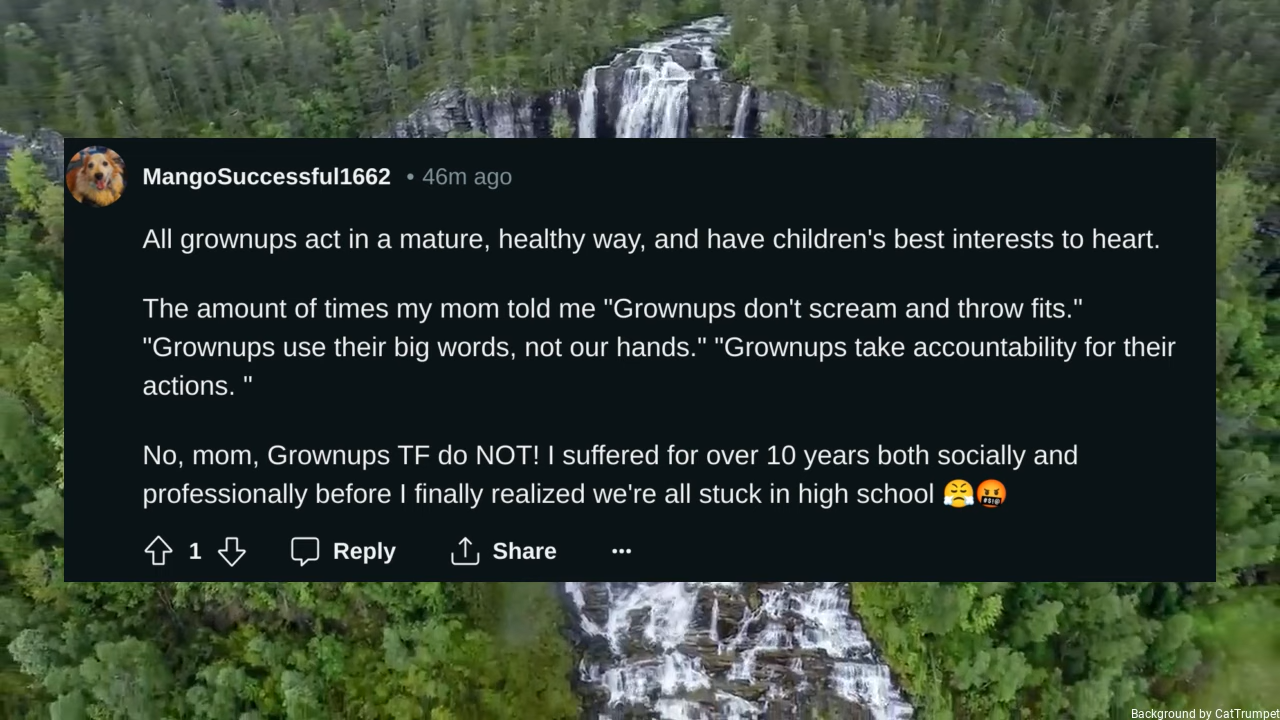 MangoSuccessful1662 • 46m ago
All grownups act in a mature, healthy way, and have children's best interests to heart.
The amount of times my mom told me "Grownups don't scream and throw fits."
"Grownups use their big words, not our hands." "Grownups take accountability for their
actions. "
No, mom, Grownups TF do NOT! I suffered for over 10 years both socially and
professionally before I finally realized we're all stuck in high school 😤🤬
1 Reply Share ···
Background by CatTrumpet